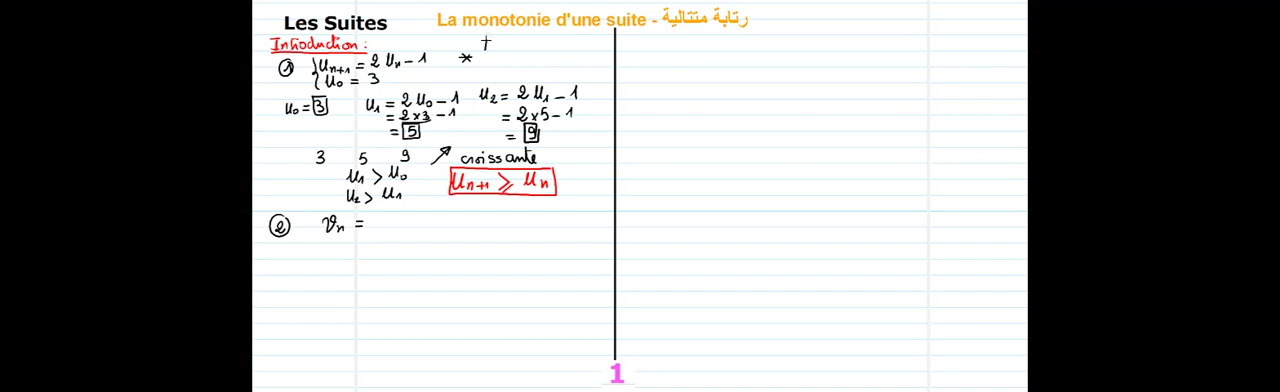 Les Suites
La monotonie d'une suite - رتابة متتالية
Introduction :
① { Uₙ₊₁ = 2 Uₙ - 1
{ U₀ = 3
U₀ = 3
U₁ = 2 U₀ - 1
= 2 × 3 - 1
= 5
U₂ = 2 U₁ - 1
= 2 × 5 - 1
= 9
3 5 9 ↗ croissante
U₁ > U₀
U₂ > U₁
Uₙ₊₁ ⩾ Uₙ
② Vₙ =
1